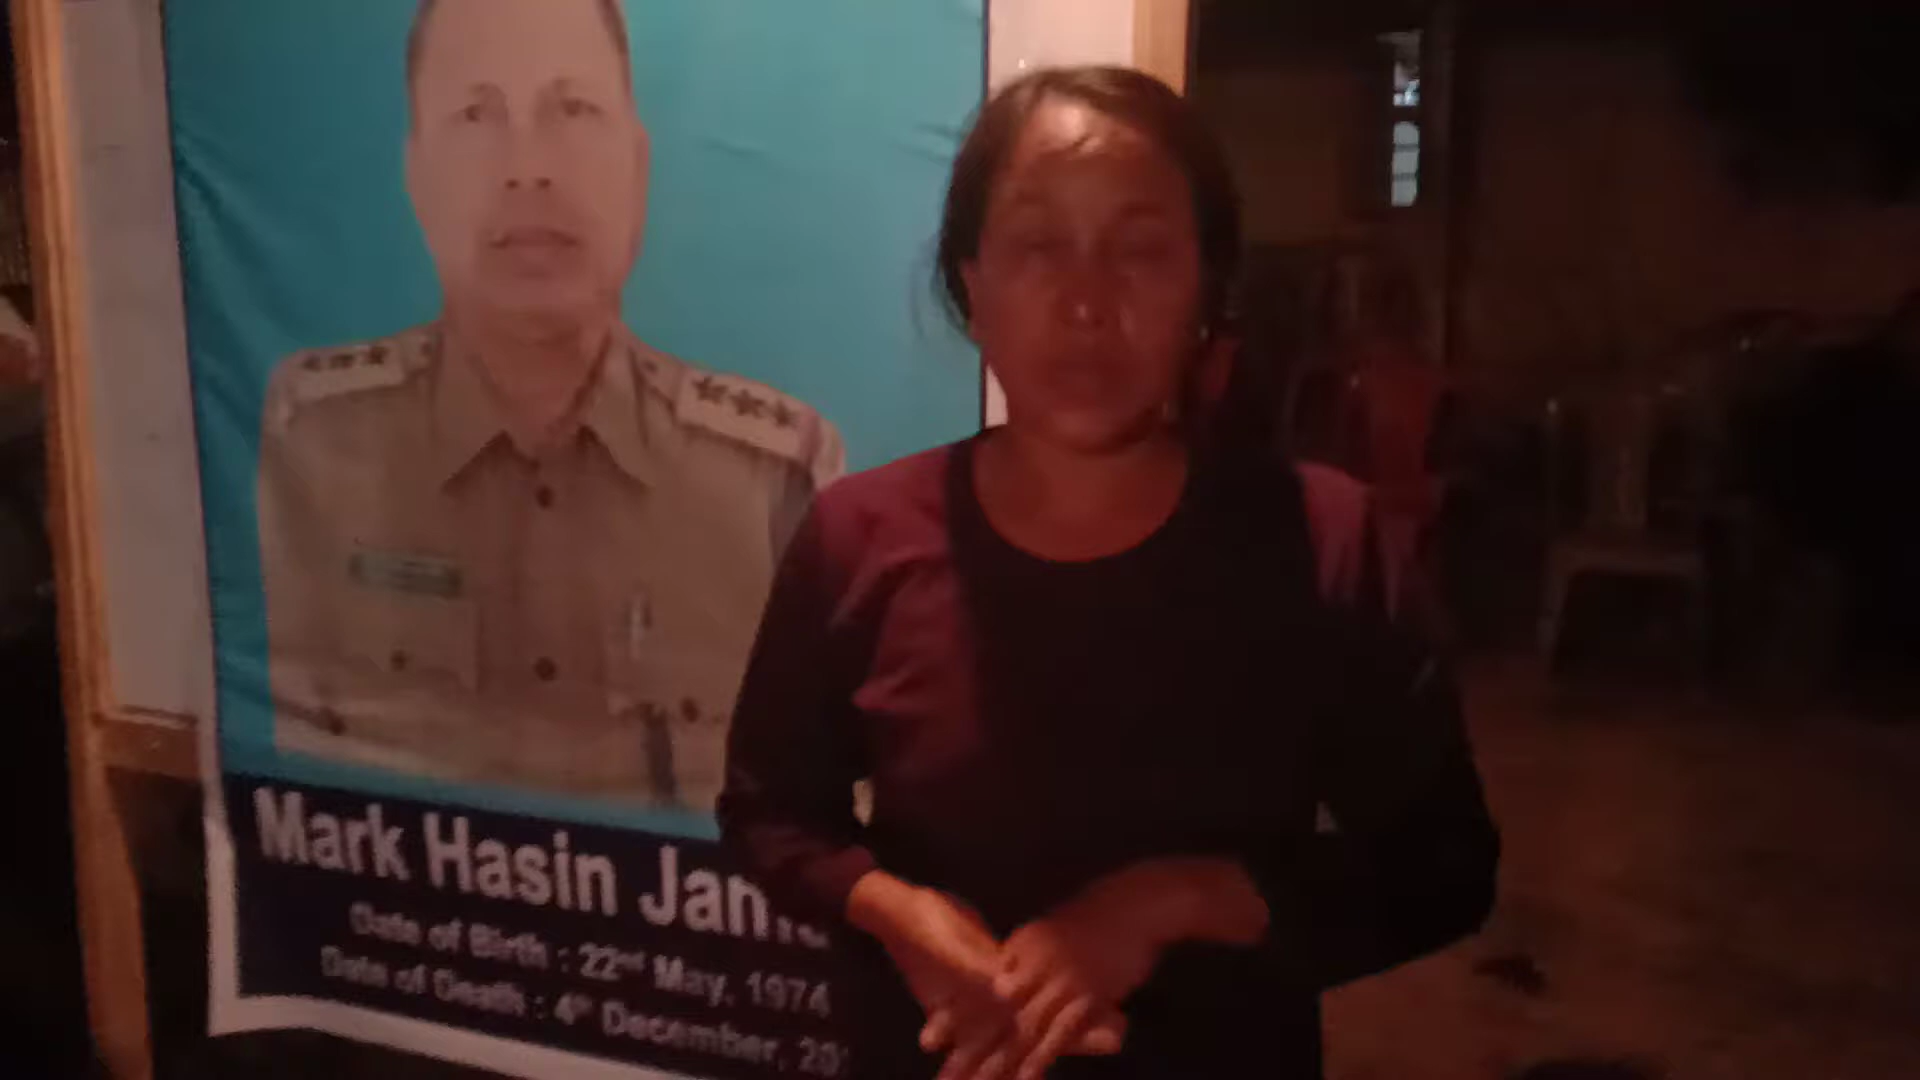 Mark Hasin Jan
Date of Birth : 22nd May, 1974
Date of Death : 4th December, 20